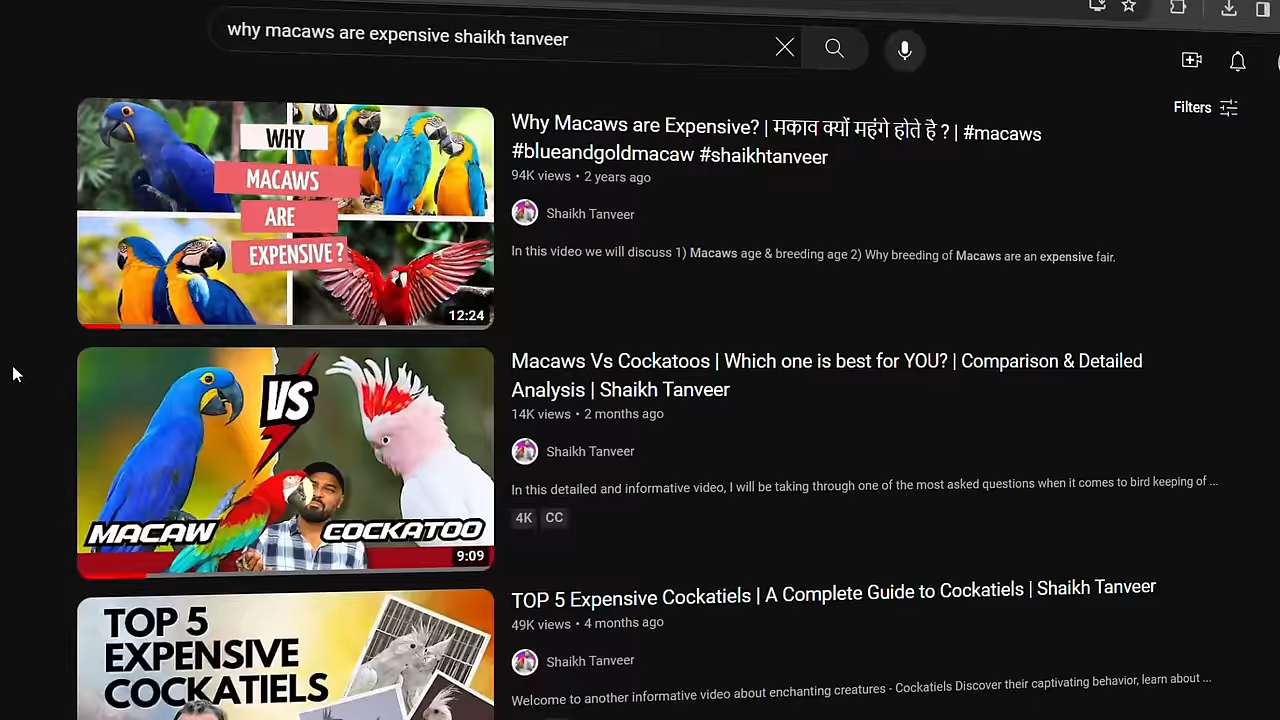 why macaws are expensive shaikh tanveer
Filters
WHY
MACAWS
ARE
EXPENSIVE ?
12:24
Why Macaws are Expensive? | मकाव क्यों महंगे होते है ? | #macaws
#blueandgoldmacaw #shaikhtanveer
94K views • 2 years ago
Shaikh Tanveer
In this video we will discuss 1) Macaws age & breeding age 2) Why breeding of Macaws are an expensive fair.
VS
MACAW
COCKATOO
9:09
Macaws Vs Cockatoos | Which one is best for YOU? | Comparison & Detailed
Analysis | Shaikh Tanveer
14K views • 2 months ago
Shaikh Tanveer
In this detailed and informative video, I will be taking through one of the most asked questions when it comes to bird keeping of ...
4K CC
TOP 5
EXPENSIVE
COCKATIELS
TOP 5 Expensive Cockatiels | A Complete Guide to Cockatiels | Shaikh Tanveer
49K views • 4 months ago
Shaikh Tanveer
Welcome to another informative video about enchanting creatures - Cockatiels Discover their captivating behavior, learn about ...